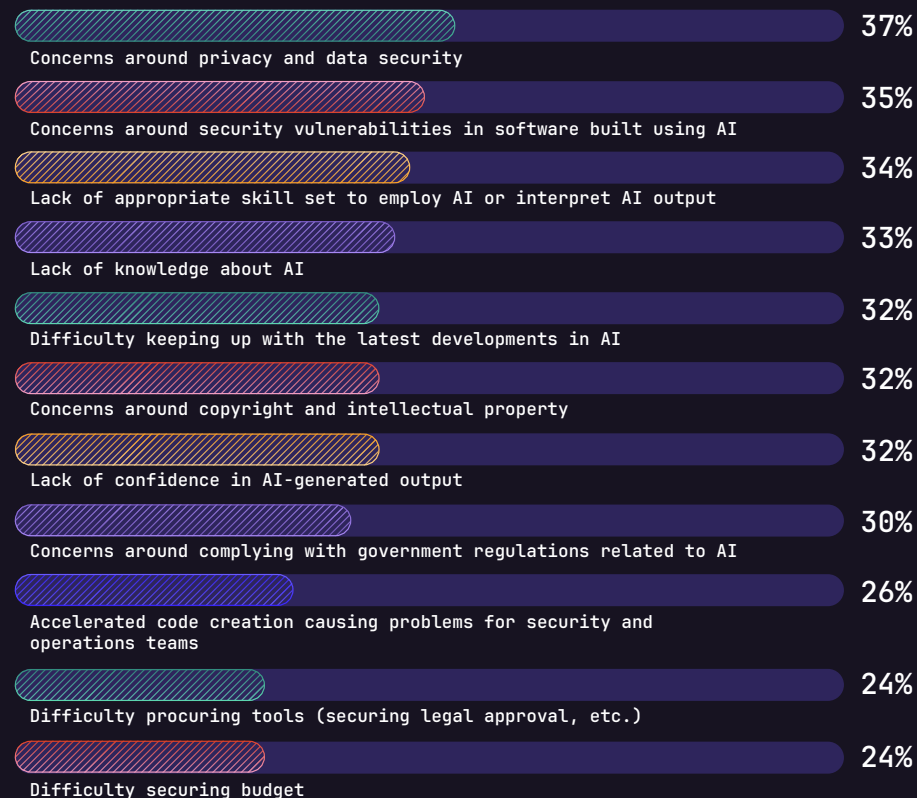 37%
Concerns around privacy and data security
35%
Concerns around security vulnerabilities in software built using AI
34%
Lack of appropriate skill set to employ AI or interpret AI output
33%
Lack of knowledge about AI
32%
Difficulty keeping up with the latest developments in AI
32%
Concerns around copyright and intellectual property
32%
Lack of confidence in AI-generated output
30%
Concerns around complying with government regulations related to AI
26%
Accelerated code creation causing problems for security and
operations teams
24%
Difficulty procuring tools (securing legal approval, etc.)
24%
Difficulty securing budget